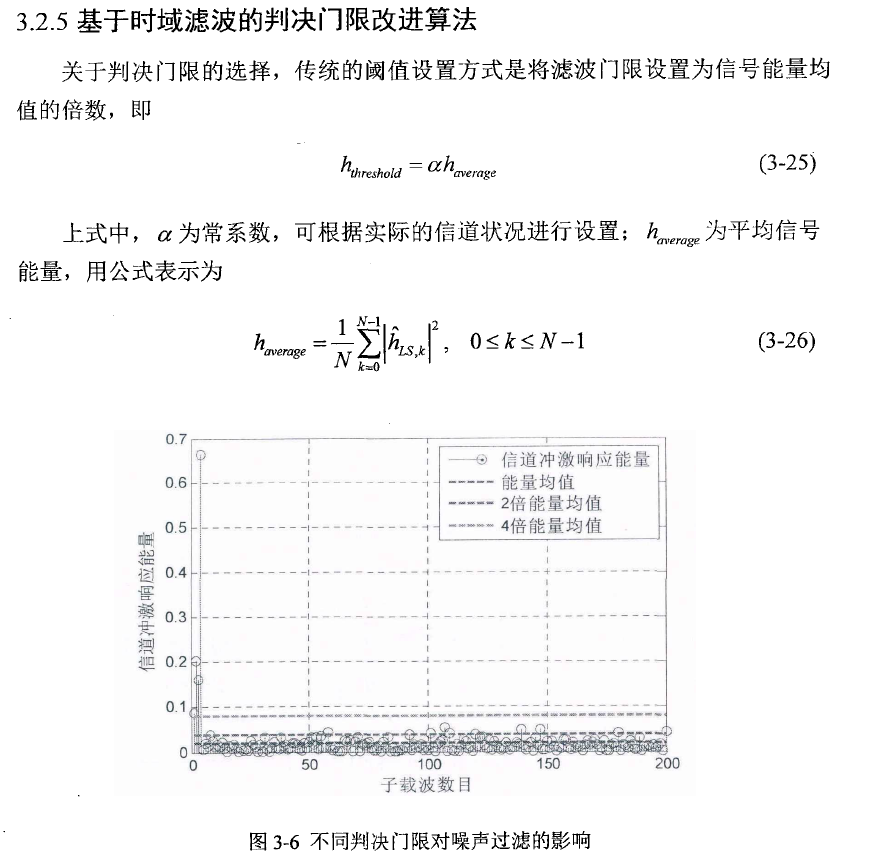 3.2.5 基于时域滤波的判决门限改进算法
关于判决门限的选择，传统的阈值设置方式是将滤波门限设置为信号能量均
值的倍数，即
h_{threshold} = αh_{average} (3-25)
上式中，α 为常系数，可根据实际的信道状况进行设置；h_{average} 为平均信号
能量，用公式表示为
h_{average} = \frac{1}{N} \sum_{k=0}^{N-1} |\hat{h}_{LS,k}|^2 , 0 ≤ k ≤ N−1 (3-26)
0.7
0.6
0.5
0.4
0.3
0.2
0.1
0
信道冲激响应能量
信道冲激响应能量
能量均值
2倍能量均值
4倍能量均值
0 50 100 150 200
子载波数目
图 3-6 不同判决门限对噪声过滤的影响